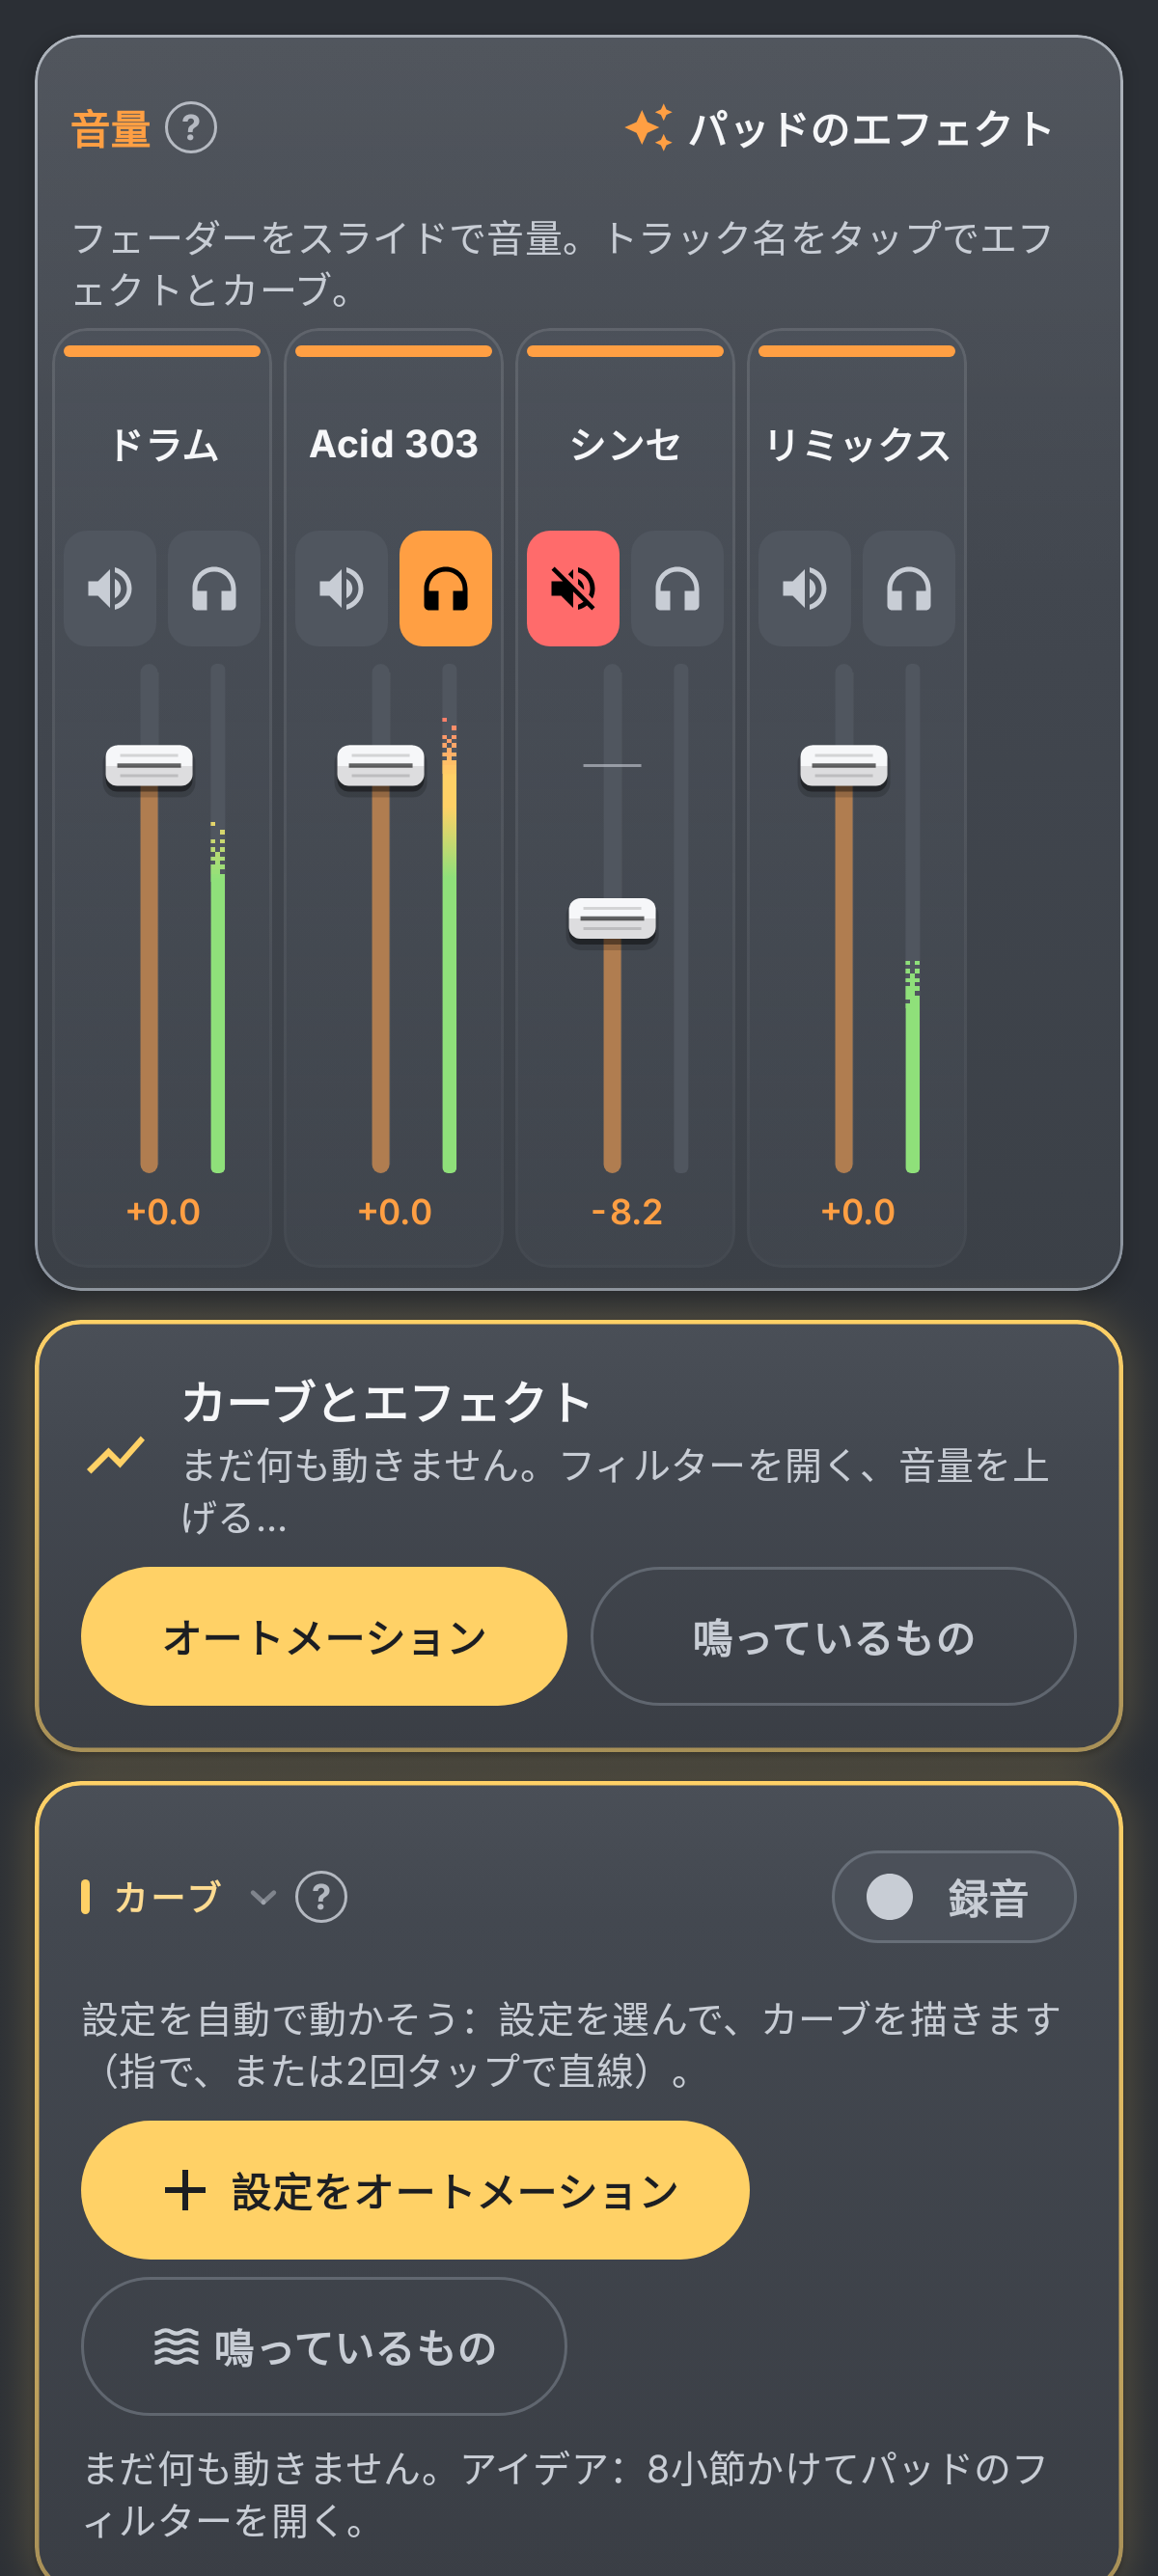 音量 ? パッドのエフェクト
フェーダーをスライドで音量。トラック名をタップでエフ
ェクトとカーブ。
ドラム Acid 303 シンセ リミックス
+0.0 +0.0 -8.2 +0.0
カーブとエフェクト
まだ何も動きません。フィルターを開く、音量を上
げる...
オートメーション 鳴っているもの
カーブ ? 録音
設定を自動で動かそう：設定を選んで、カーブを描きます
（指で、または2回タップで直線）。
設定をオートメーション
鳴っているもの
まだ何も動きません。アイデア：8小節かけてパッドのフ
ィルターを開く。